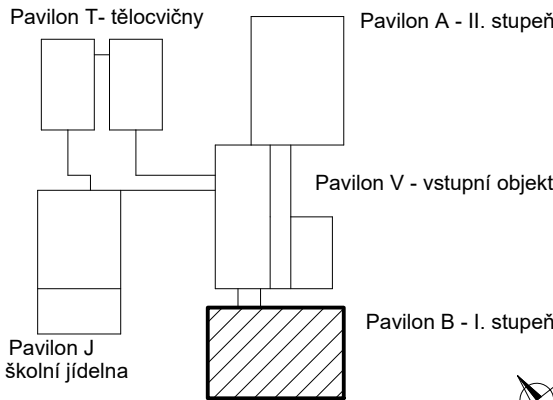 Pavilon T- tělocvičny
Pavilon A - II. stupeň
Pavilon V - vstupní objekt
Pavilon B - I. stupeň
Pavilon J
školní jídelna